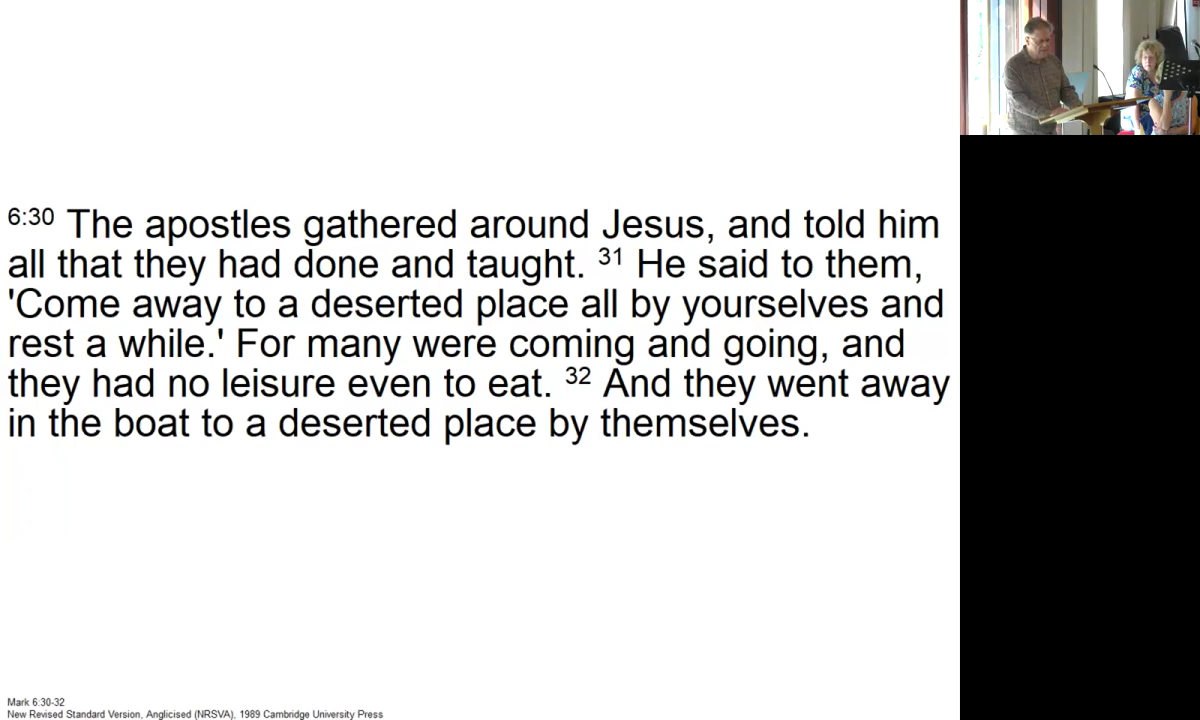 6:30 The apostles gathered around Jesus, and told him
all that they had done and taught. 31 He said to them,
'Come away to a deserted place all by yourselves and
rest a while.' For many were coming and going, and
they had no leisure even to eat. 32 And they went away
in the boat to a deserted place by themselves.
Mark 6:30-32
New Revised Standard Version, Anglicised (NRSVA), 1989 Cambridge University Press